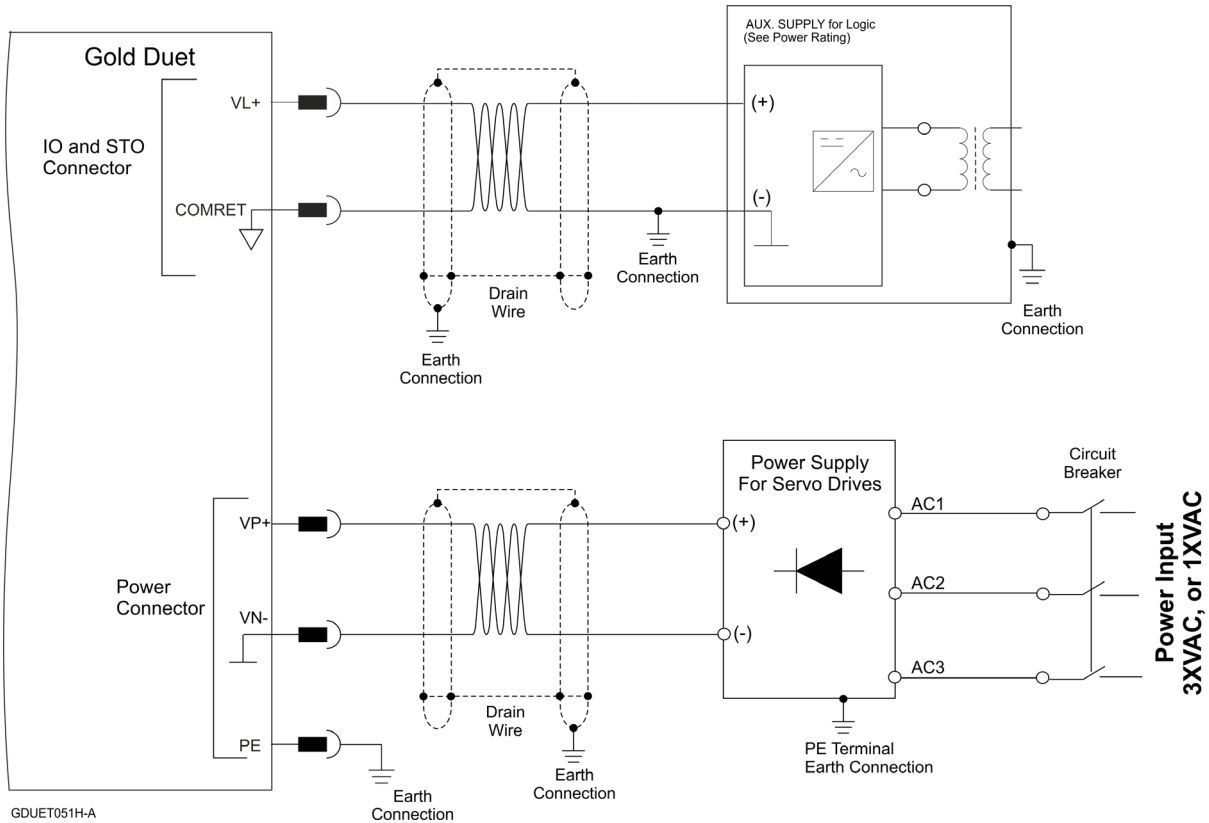 Gold Duet
IO and STO
Connector
VL+
COMRET
Drain
Wire
Earth
Connection
Earth
Connection
AUX. SUPPLY for Logic
(See Power Rating)
(+)
(-)
Earth
Connection
Power
Connector
VP+
VN-
PE
Earth
Connection
Drain
Wire
Earth
Connection
Power Supply
For Servo Drives
(+)
(-)
AC1
AC2
AC3
PE Terminal
Earth Connection
Circuit
Breaker
Power Input
3XVAC, or 1XVAC
GDUET051H-A